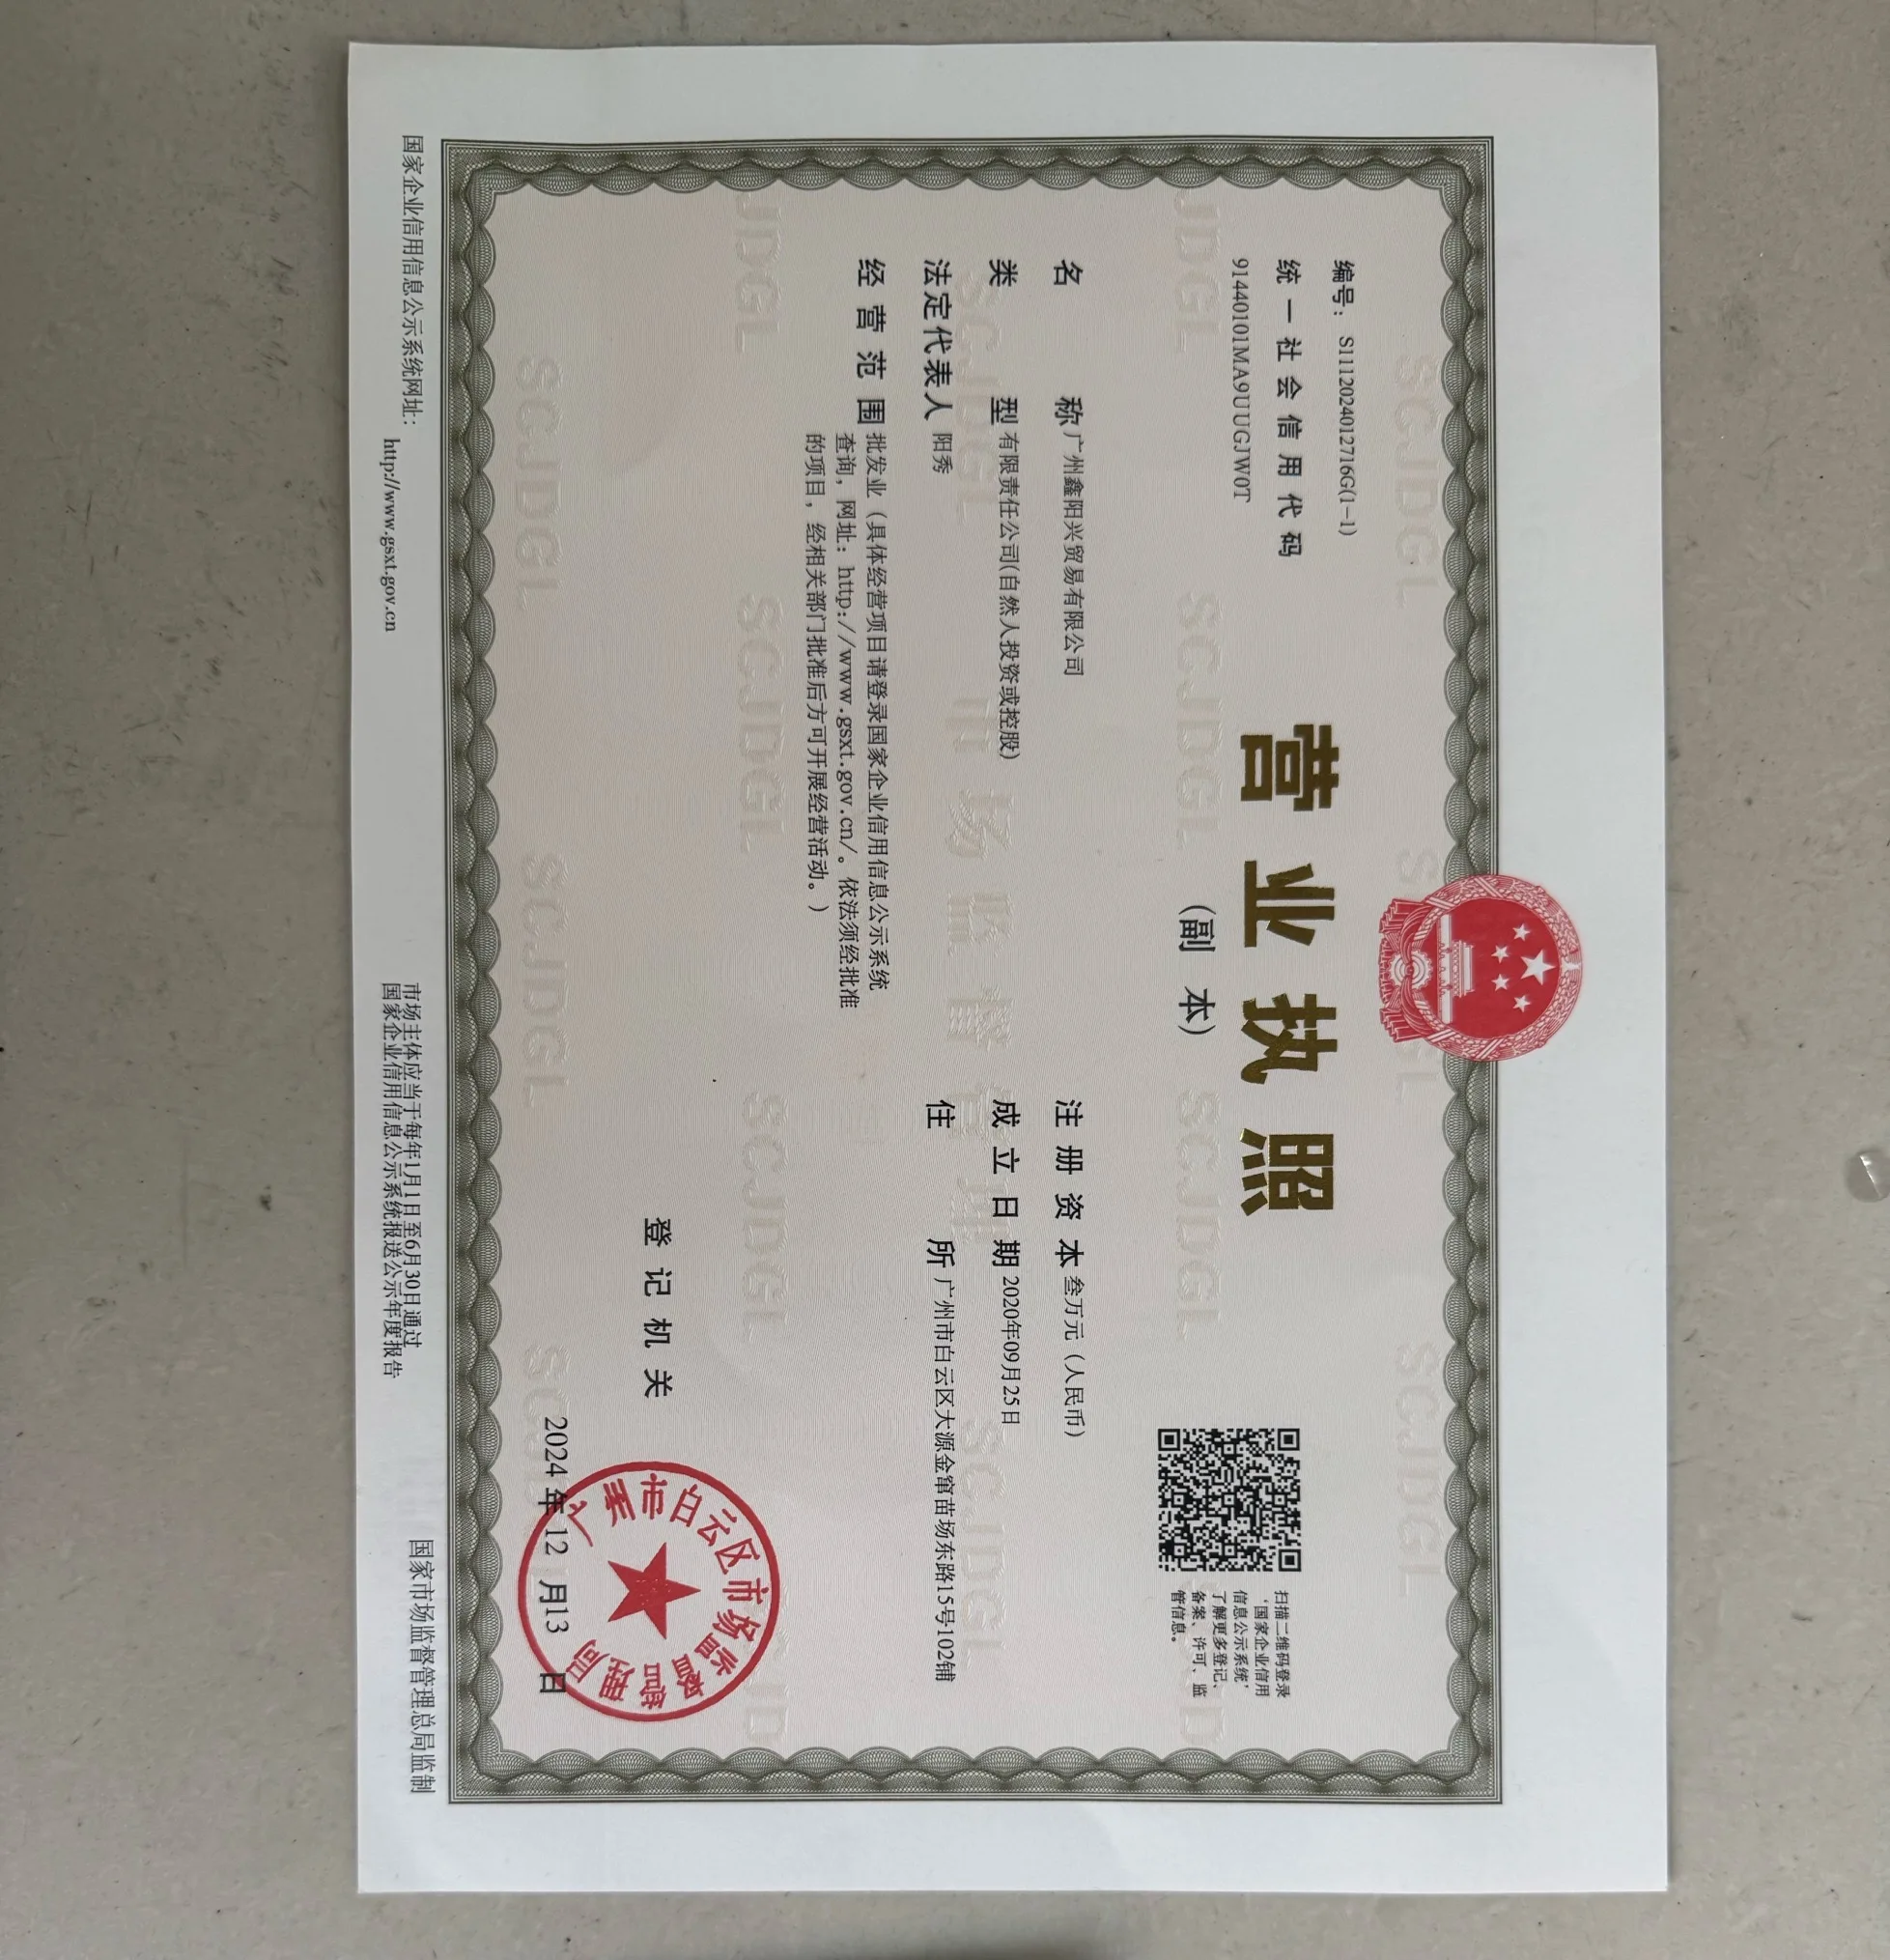 编号： S1112024012716G(1-1)
统一社会信用代码
91440101MA9UUGJW0T
营业执照
（副 本）
扫描二维码登录
‘国家企业信用
信息公示系统’
了解更多登记、
备案、许可、监
管信息。
名 称 广州鑫阳兴贸易有限公司
类 型 有限责任公司(自然人投资或控股)
法定代表人 阳秀
经营范围 批发业（具体经营项目请登录国家企业信用信息公示系统
查询，网址：http://www.gsxt.gov.cn/。依法须经批准
的项目，经相关部门批准后方可开展经营活动。）
注册资本 叁万元（人民币）
成立日期 2020年09月25日
住 所 广州市白云区大源金窜苗场东路15号102铺
登记机关
广州市白云区市场监督管理局
2024年12月13日
国家企业信用信息公示系统网址： http://www.gsxt.gov.cn
市场主体应当于每年1月1日至6月30日通过
国家企业信用信息公示系统报送公示年度报告
国家市场监督管理总局监制
SCJDGL
市场监督管理